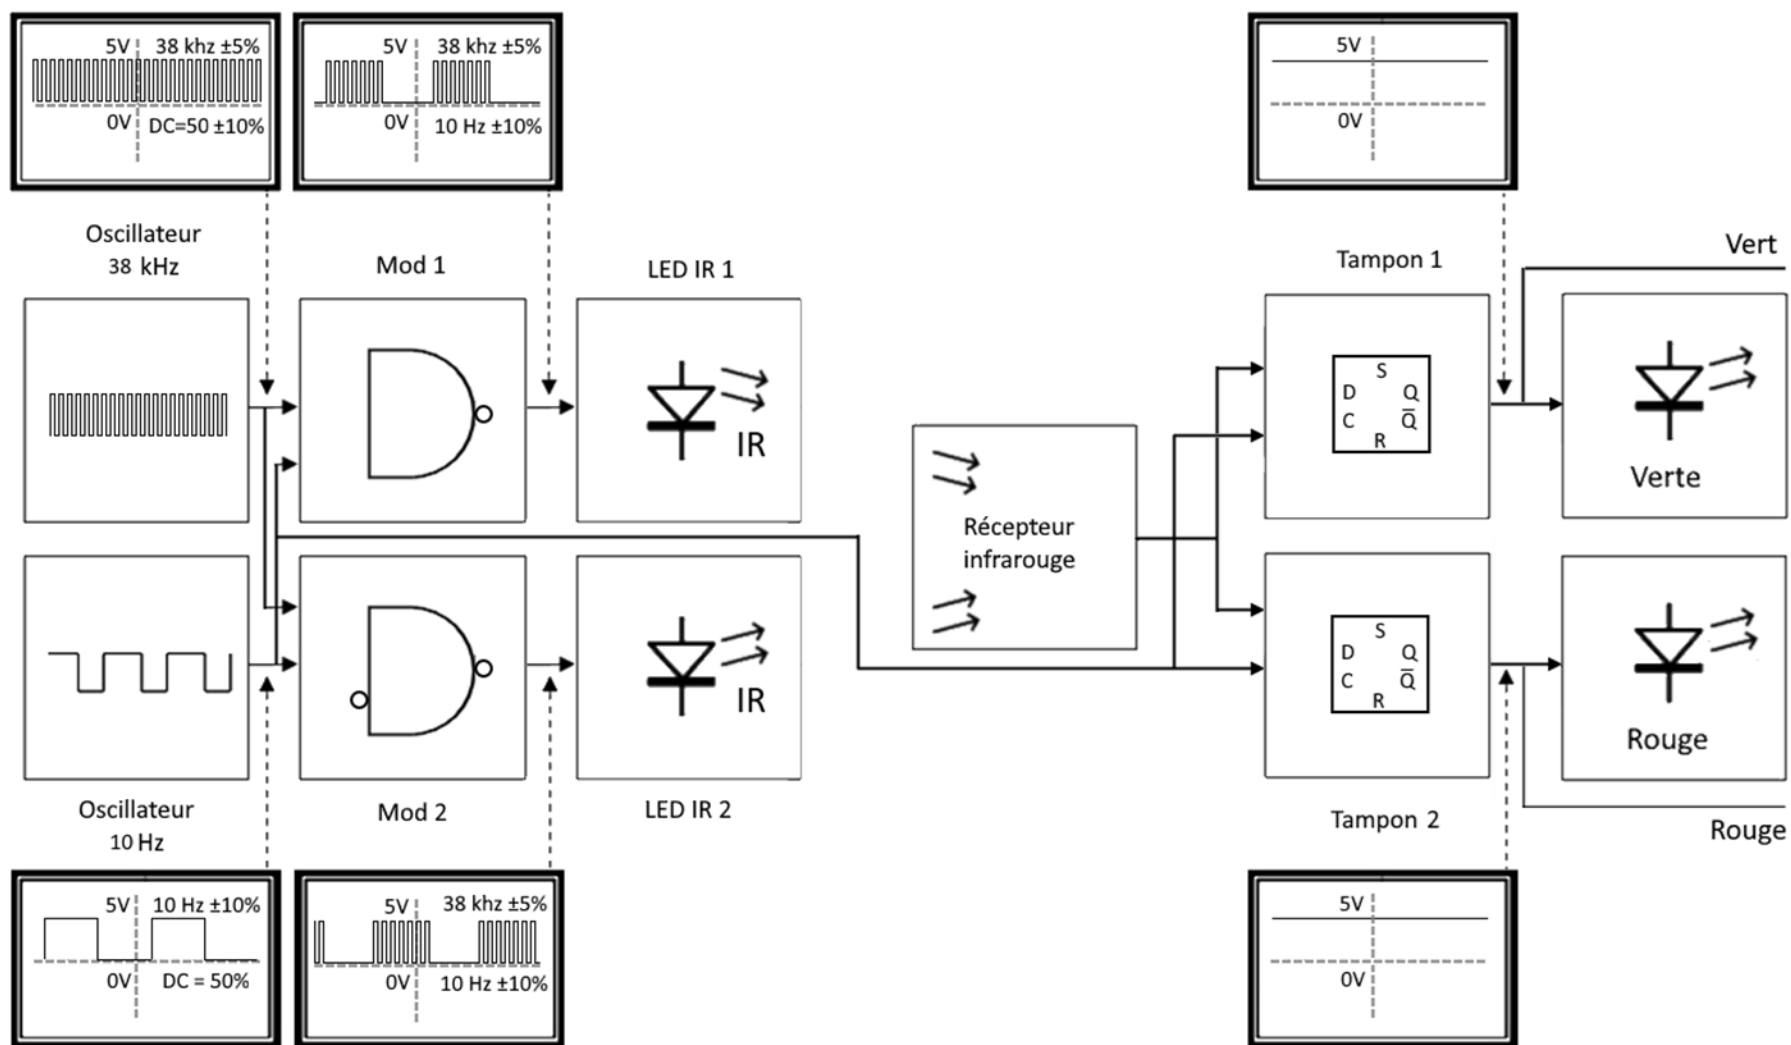 5V 38 khz ±5%
0V DC=50 ±10%
5V 38 khz ±5%
0V 10 Hz ±10%
5V
0V
Oscillateur
38 kHz
Mod 1
LED IR 1
Tampon 1
Vert
IR
S
D Q
C Q̅
R
Verte
Récepteur
infrarouge
IR
S
D Q
C Q̅
R
Rouge
Oscillateur
10 Hz
Mod 2
LED IR 2
Tampon 2
Rouge
5V 10 Hz ±10%
0V DC = 50%
5V 38 khz ±5%
0V 10 Hz ±10%
5V
0V